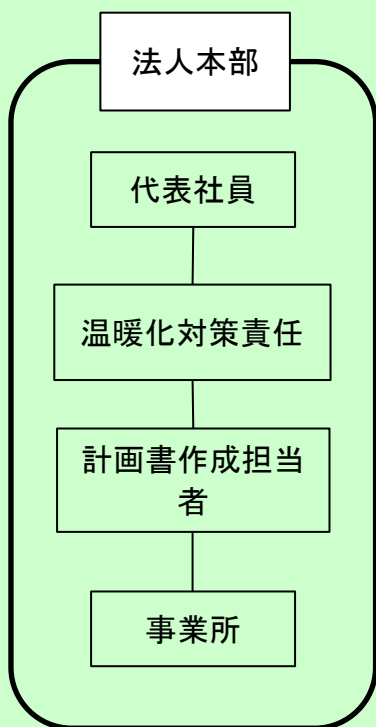 法人本部
代表社員
温暖化対策責任
計画書作成担当
者
事業所